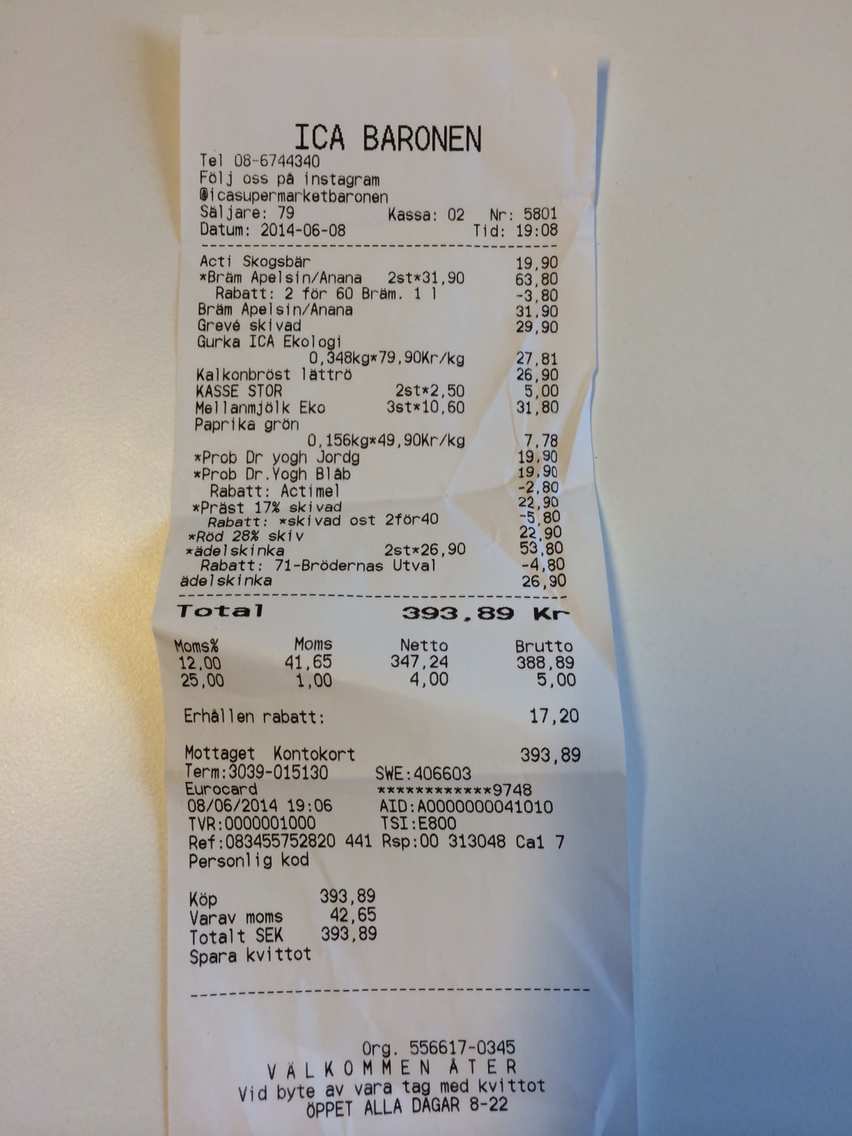 ICA BARONEN
Tel 08-6744340
Följ oss på instagram
@icasupermarketbaronen
Säljare: 79 Kassa: 02 Nr: 5801
Datum: 2014-06-08 Tid: 19:08
Acti Skogsbär 19,90
*Bräm Apelsin/Anana 2st*31,90 63,80
Rabatt: 2 för 60 Bräm. 1 l -3,80
Bräm Apelsin/Anana 31,90
Grevé skivad 29,90
Gurka ICA Ekologi
0,348kg*79,90Kr/kg 27,81
Kalkonbröst lättrö 26,90
KASSE STOR 2st*2,50 5,00
Mellanmjölk Eko 3st*10,60 31,80
Paprika grön
0,156kg*49,90Kr/kg 7,78
*Prob Dr yogh Jordg 19,90
*Prob Dr.Yogh Blåb 19,90
Rabatt: Actimel -2,80
*Präst 17% skivad 22,90
Rabatt: *skivad ost 2för40 -5,80
*Röd 28% skiv 22,90
*ädelskinka 2st*26,90 53,80
Rabatt: 71-Brödernas Utval -4,80
ädelskinka 26,90
Total 393,89 Kr
Moms% Moms Netto Brutto
12,00 41,65 347,24 388,89
25,00 1,00 4,00 5,00
Erhållen rabatt: 17,20
Mottaget Kontokort 393,89
Term:3039-015130 SWE:406603
Eurocard ************9748
08/06/2014 19:06 AID:A0000000041010
TVR:0000001000 TSI:E800
Ref:083455752820 441 Rsp:00 313048 Ca1 7
Personlig kod
Köp 393,89
Varav moms 42,65
Totalt SEK 393,89
Spara kvittot
Org. 556617-0345
VÄLKOMMEN ÅTER
Vid byte av vara tag med kvittot
ÖPPET ALLA DAGAR 8-22